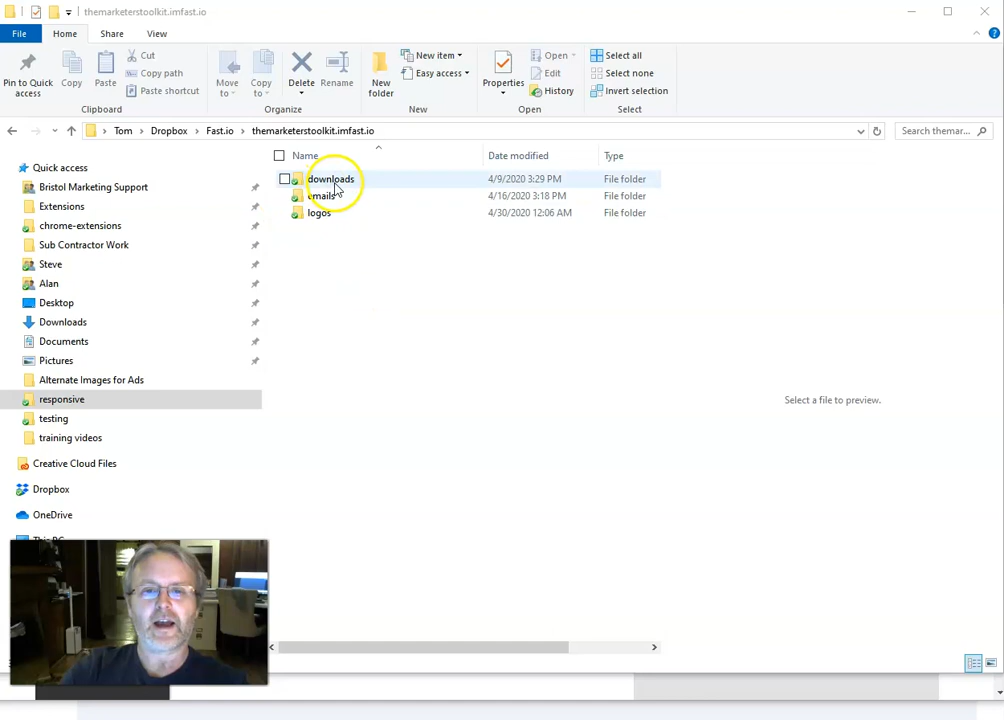 themarketerstoolkit.imfast.io
File Home Share View
Pin to Quick access
Copy
Paste
Cut
Copy path
Paste shortcut
Clipboard
Move to
Copy to
Delete
Rename
Organize
New folder
New item
Easy access
New
Properties
Open
Edit
History
Open
Select all
Select none
Invert selection
Select
Tom Dropbox Fast.io themarketerstoolkit.imfast.io
Search themar...
Name Date modified Type
downloads 4/9/2020 3:29 PM File folder
emails 4/16/2020 3:18 PM File folder
logos 4/30/2020 12:06 AM File folder
Quick access
Bristol Marketing Support
Extensions
chrome-extensions
Sub Contractor Work
Steve
Alan
Desktop
Downloads
Documents
Pictures
Alternate Images for Ads
responsive
testing
training videos
Creative Cloud Files
Dropbox
OneDrive
This PC
Select a file to preview.